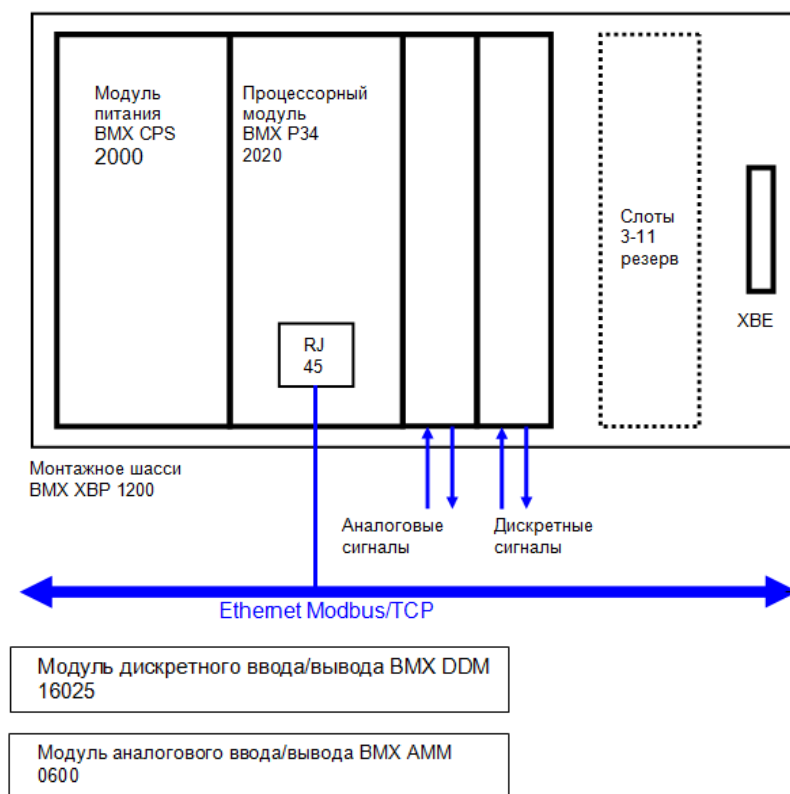 Модуль
питания
BMX CPS
2000
Процессорный
модуль
BMX P34
2020
Слоты
3-11
резерв
XBE
RJ
45
Монтажное шасси
BMX XBP 1200
Аналоговые
сигналы
Дискретные
сигналы
Ethernet Modbus/TCP
Модуль дискретного ввода/вывода BMX DDM
16025
Модуль аналогового ввода/вывода BMX AMM
0600